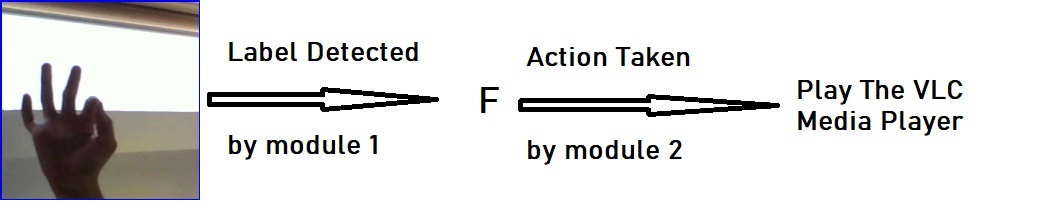 Label Detected
by module 1
F
Action Taken
by module 2
Play The VLC
Media Player